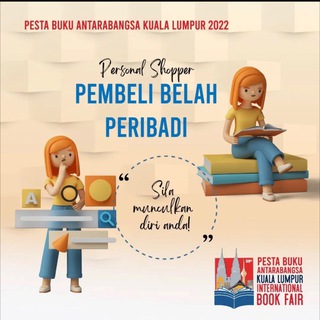 PESTA BUKU ANTARABANGSA KUALA LUMPUR 2022
Personal Shopper
PEMBELI BELAH
PERIBADI
A
Sila
munculkan
diri anda!
PESTA BUKU
ANTARABANGSA
KUALA LUMPUR
INTERNATIONAL
BOOK FAIR